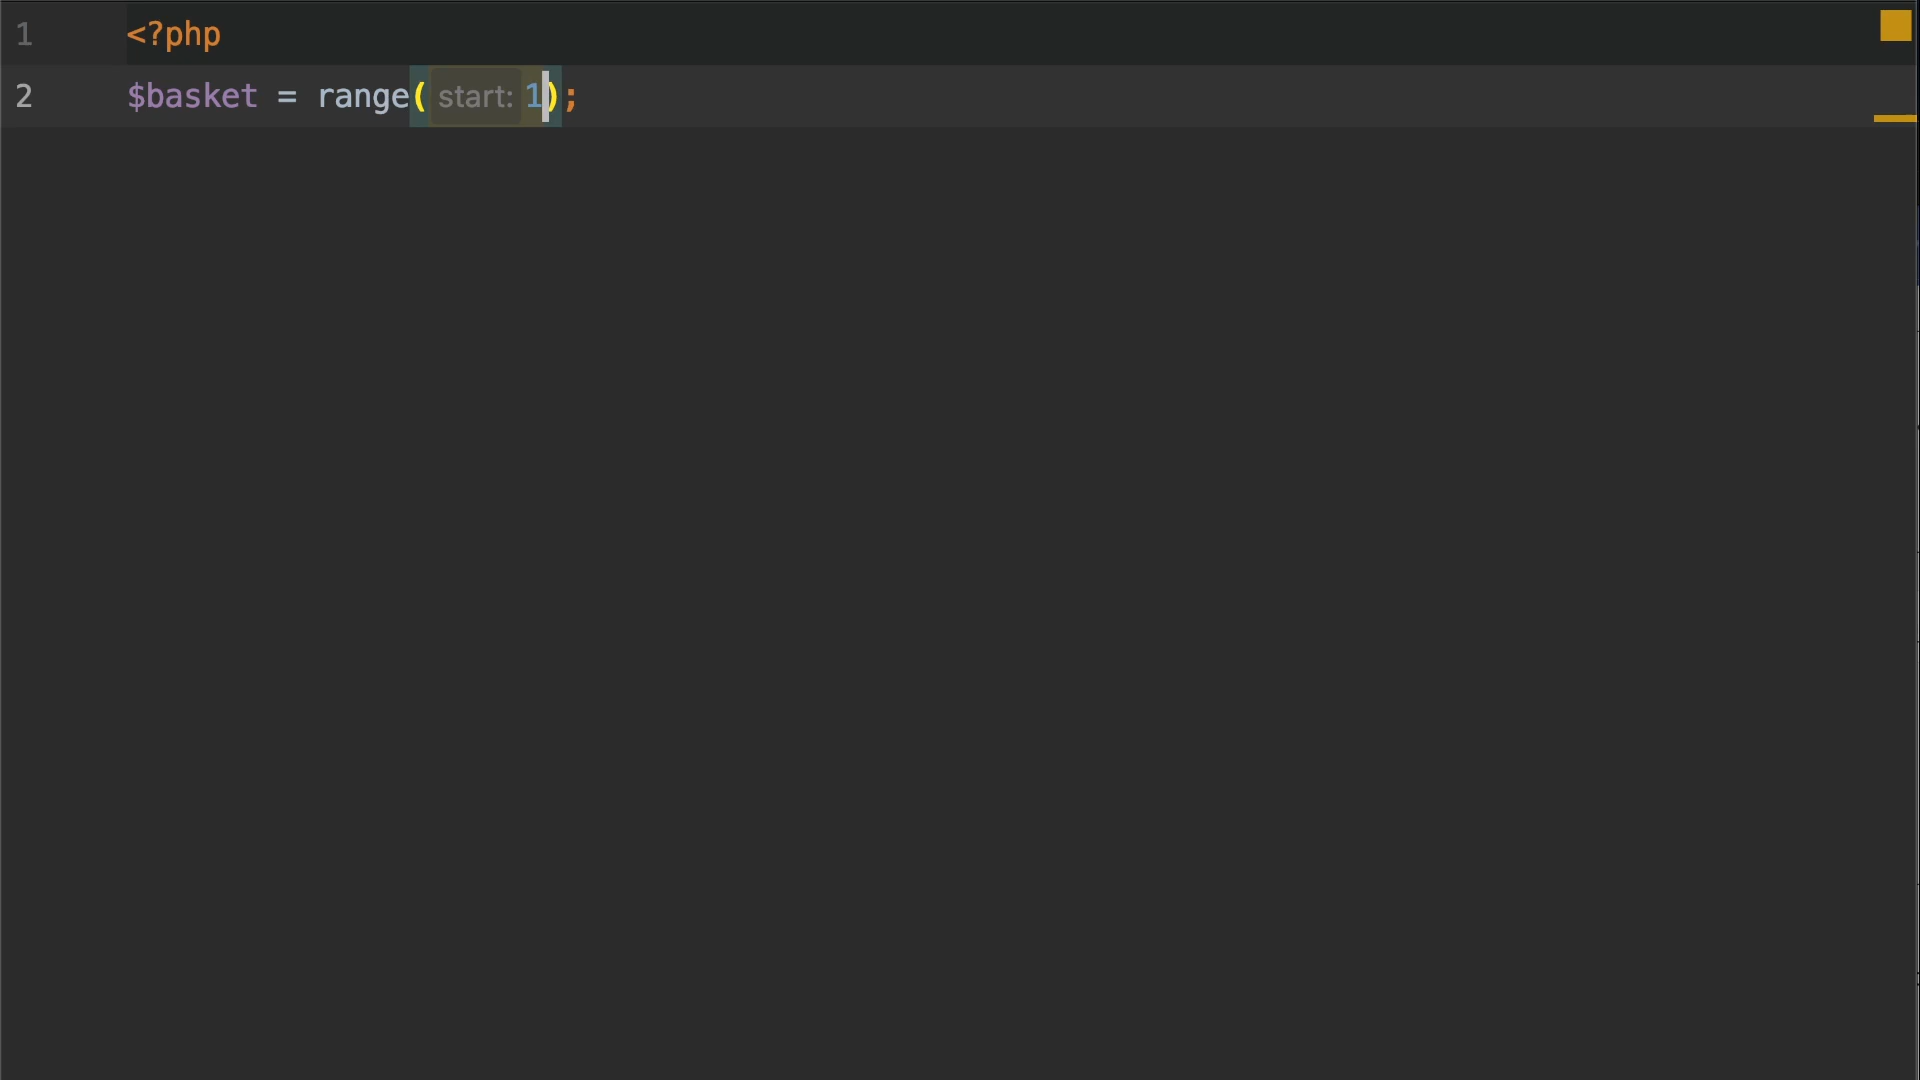 1 <?php
2 $basket = range( start: 1);